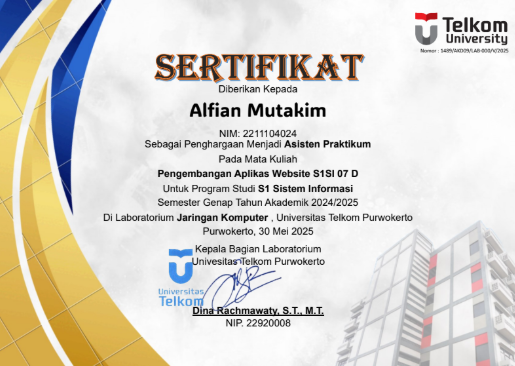 Telkom
University
Nomor : 1489/AKD09/LAB-000/V/2025
SERTIFIKAT
Diberikan Kepada
Alfian Mutakim
NIM: 2211104024
Sebagai Penghargaan Menjadi Asisten Praktikum
Pada Mata Kuliah
Pengembangan Aplikas Website S1SI 07 D
Untuk Program Studi S1 Sistem Informasi
Semester Genap Tahun Akademik 2024/2025
Di Laboratorium Jaringan Komputer , Universitas Telkom Purwokerto
Purwokerto, 30 Mei 2025
Kepala Bagian Laboratorium
Univesitas Telkom Purwokerto
Universitas
Telkom
Dina Rachmawaty, S.T., M.T.
NIP. 22920008